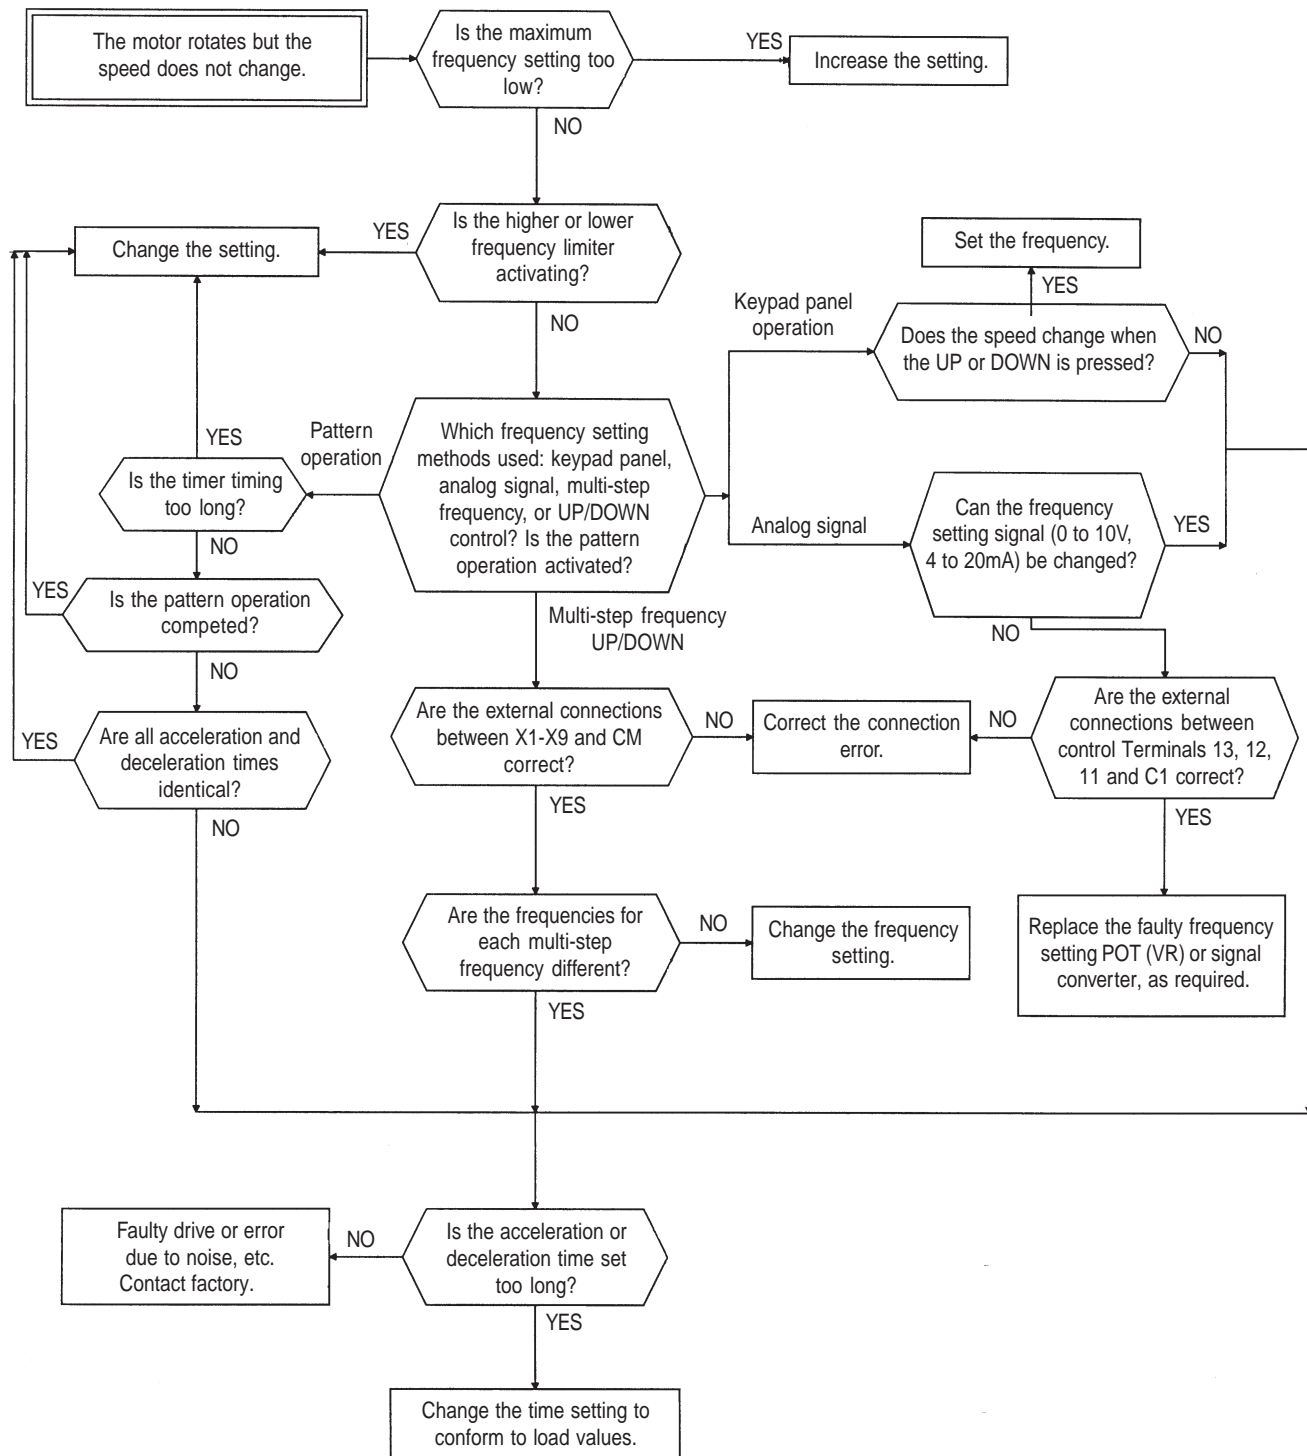 The motor rotates but the
speed does not change.
Is the maximum
frequency setting too
low?
YES
Increase the setting.
NO
Is the higher or lower
frequency limiter
activating?
YES
Change the setting.
NO
Set the frequency.
YES
Keypad panel
operation
Does the speed change when
the UP or DOWN is pressed?
NO
Which frequency setting
methods used: keypad panel,
analog signal, multi-step
frequency, or UP/DOWN
control? Is the pattern
operation activated?
Pattern
operation
YES
Is the timer timing
too long?
NO
Analog signal
Can the frequency
setting signal (0 to 10V,
4 to 20mA) be changed?
YES
NO
YES
Is the pattern operation
competed?
NO
Multi-step frequency
UP/DOWN
YES
Are all acceleration and
deceleration times
identical?
NO
Are the external connections
between X1-X9 and CM
correct?
NO
Correct the connection
error.
NO
Are the external
connections between
control Terminals 13, 12,
11 and C1 correct?
YES
YES
Are the frequencies for
each multi-step
frequency different?
NO
Change the frequency
setting.
Replace the faulty frequency
setting POT (VR) or signal
converter, as required.
YES
Faulty drive or error
due to noise, etc.
Contact factory.
NO
Is the acceleration or
deceleration time set
too long?
YES
Change the time setting to
conform to load values.